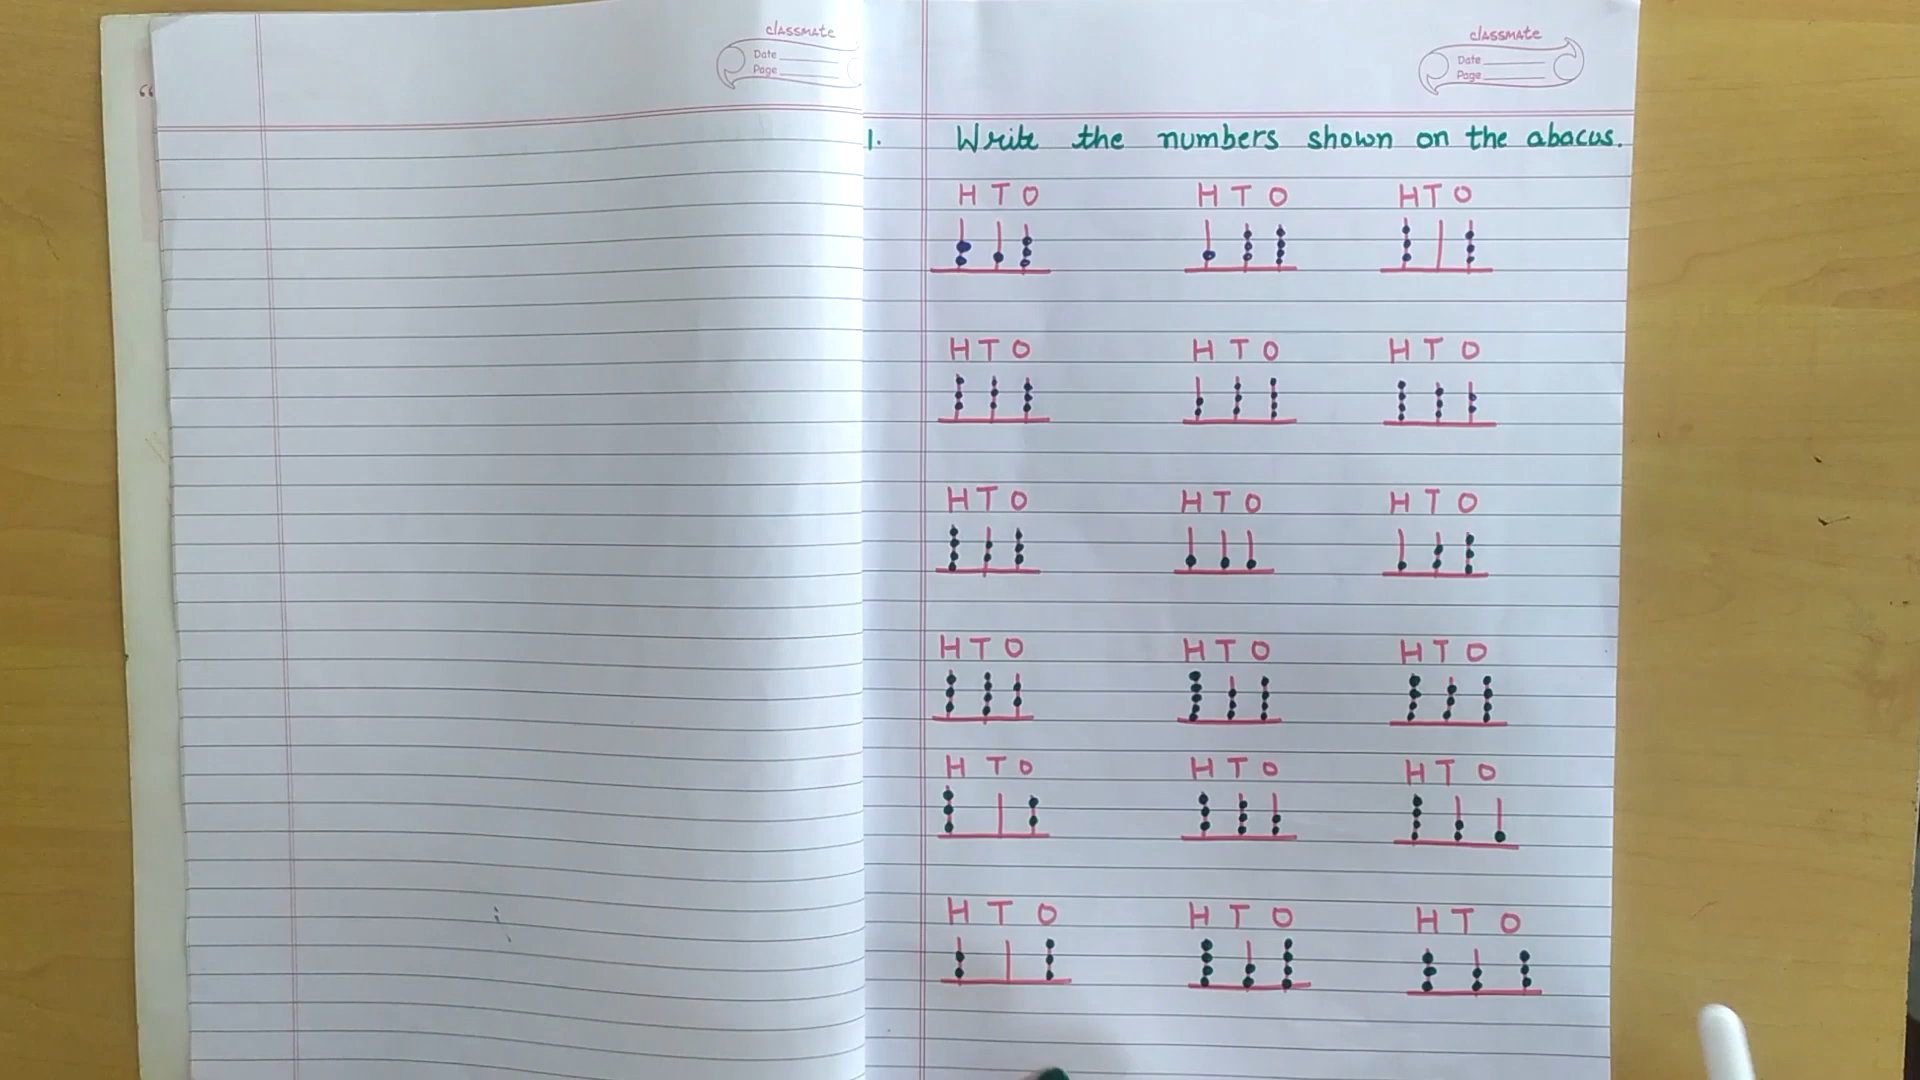 classmate
Date
Page
classmate
Date
Page
“
1. Write the numbers shown on the abacus.
H T O H T O H T O
H T O H T O H T O
H T O H T O H T O
H T O H T O H T O
H T O H T O H T O
H T O H T O H T O